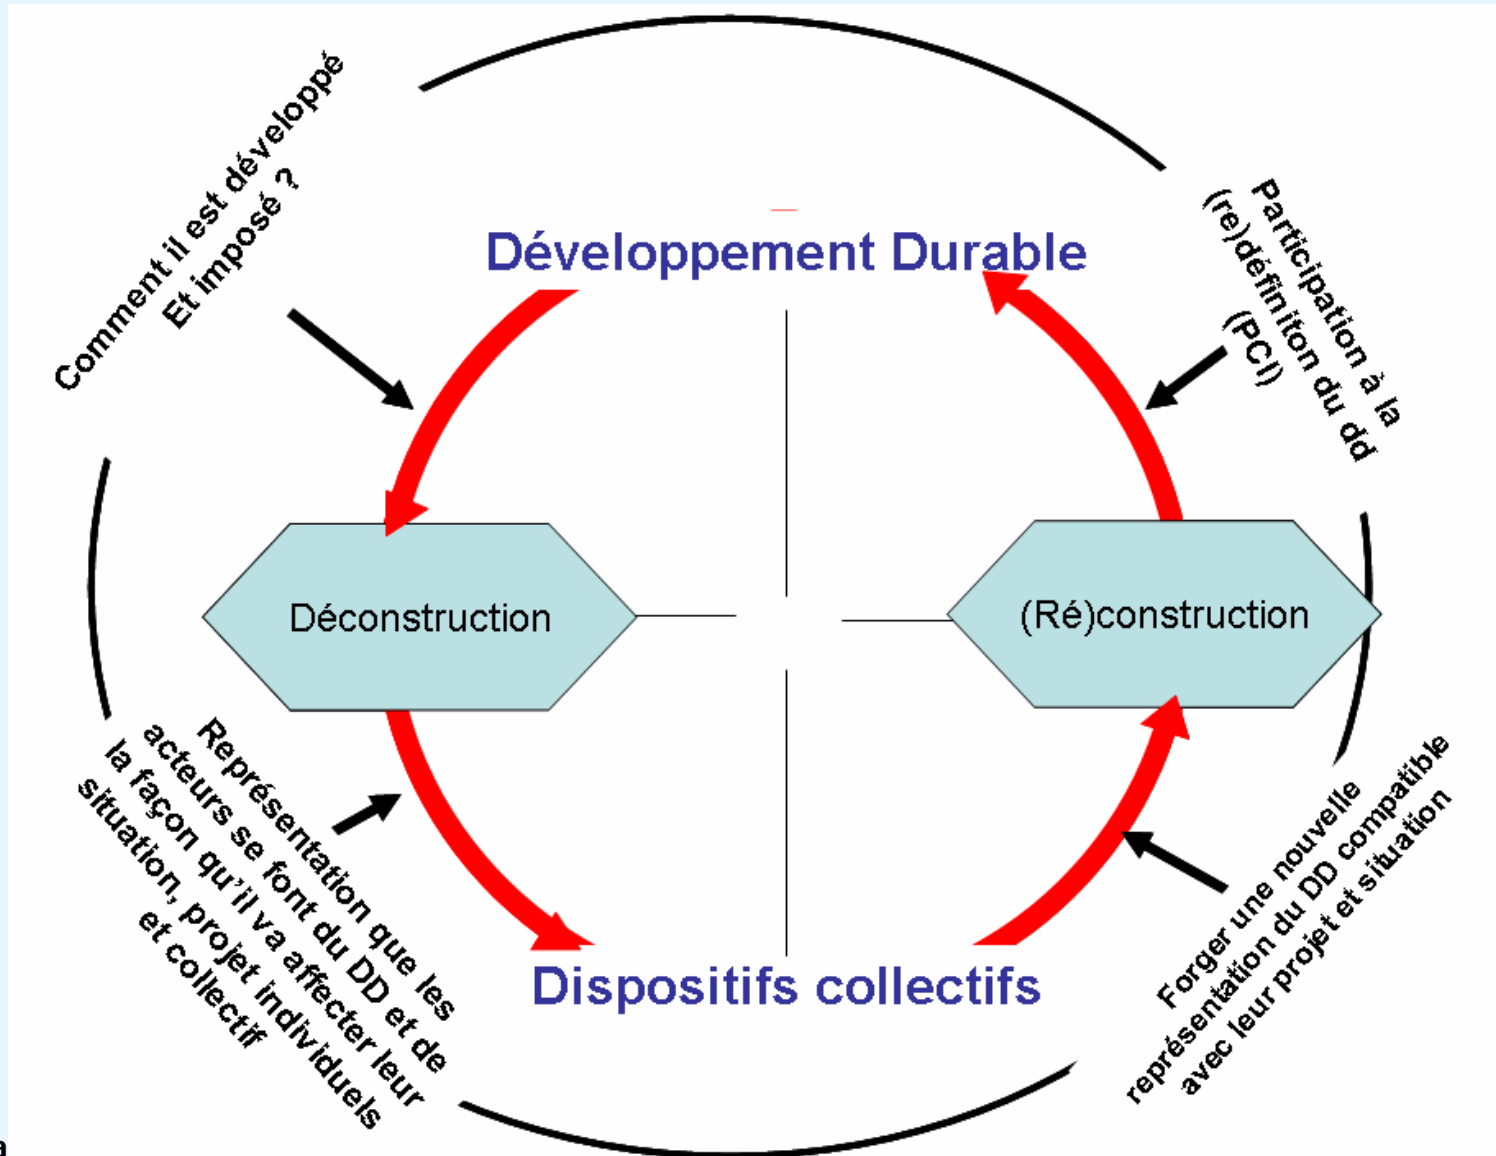 Comment il est développé
Et imposé ?
Développement Durable
Participation à la
(re)définiton du dd
(PCI)
Déconstruction
(Ré)construction
Représentation que les
acteurs se font du DD et de
la façon qu'il va affecter leur
situation, projet individuels
et collectif
Dispositifs collectifs
Forger une nouvelle
représentation du DD compatible
avec leur projet et situation
a